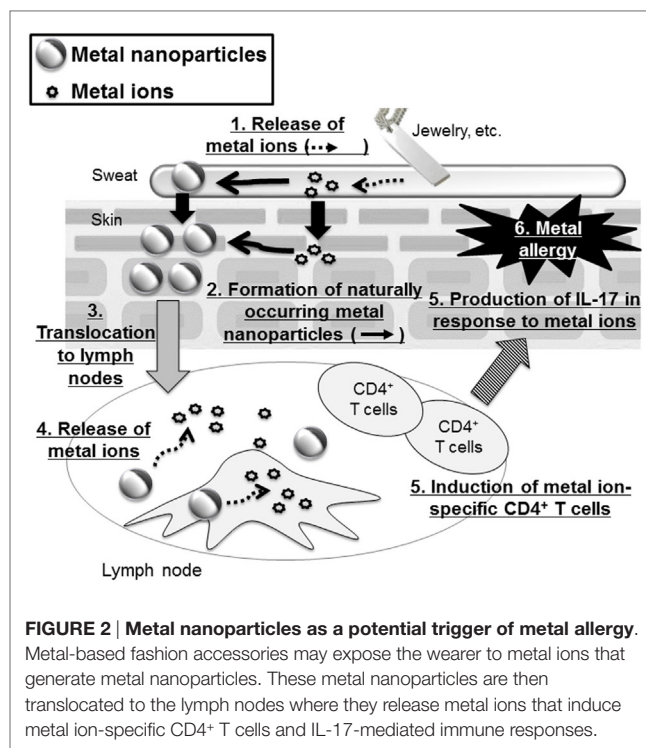 Metal nanoparticles
Metal ions
1. Release of
metal ions ( )
Jewelry, etc.
Sweat
Skin
6. Metal
allergy
2. Formation of naturally
occurring metal
nanoparticles ( )
5. Production of IL-17 in
response to metal ions
3.
Translocation
to lymph
nodes
CD4⁺
T cells
CD4⁺
T cells
4. Release of
metal ions
5. Induction of metal ion-
specific CD4⁺ T cells
Lymph node
FIGURE 2 | Metal nanoparticles as a potential trigger of metal allergy.
Metal-based fashion accessories may expose the wearer to metal ions that
generate metal nanoparticles. These metal nanoparticles are then
translocated to the lymph nodes where they release metal ions that induce
metal ion-specific CD4⁺ T cells and IL-17-mediated immune responses.